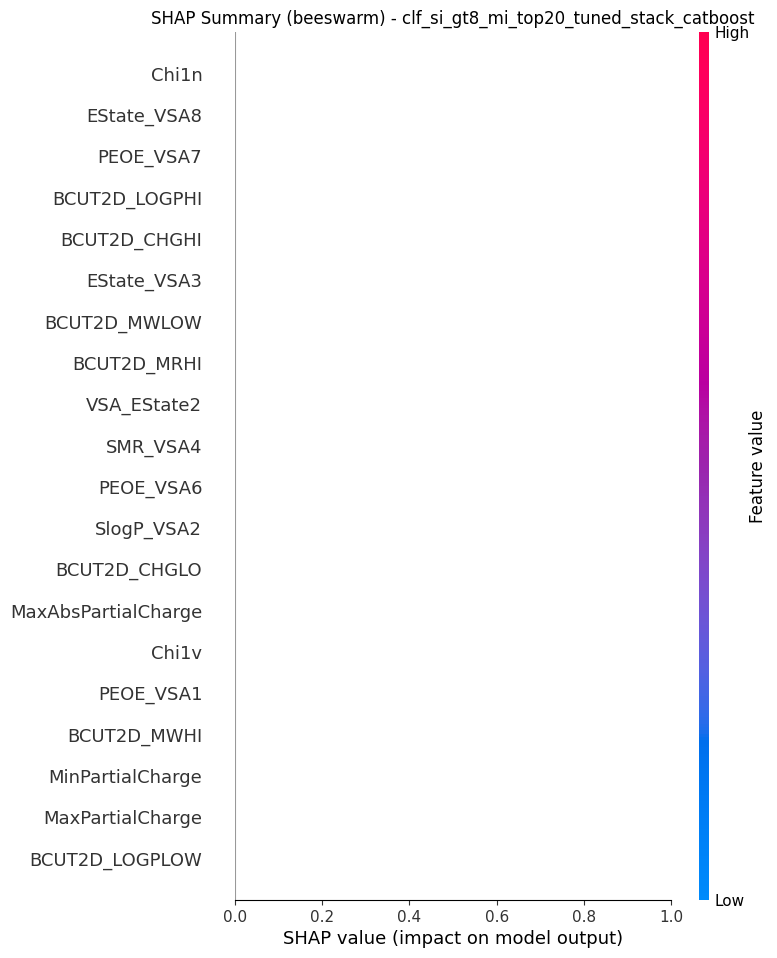 SHAP Summary (beeswarm) - clf_si_gt8_mi_top20_tuned_stack_catboost
High
Chi1n
EState_VSA8
PEOE_VSA7
BCUT2D_LOGPHI
BCUT2D_CHGHI
EState_VSA3
BCUT2D_MWLOW
BCUT2D_MRHI
VSA_EState2
SMR_VSA4
PEOE_VSA6
SlogP_VSA2
BCUT2D_CHGLO
MaxAbsPartialCharge
Chi1v
PEOE_VSA1
BCUT2D_MWHI
MinPartialCharge
MaxPartialCharge
BCUT2D_LOGPLOW
Feature value
Low
0.0 0.2 0.4 0.6 0.8 1.0
SHAP value (impact on model output)